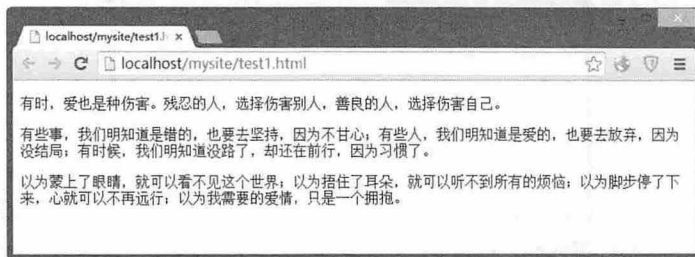 localhost/mysite/test1.h
localhost/mysite/test1.html
有时，爱也是种伤害。残忍的人，选择伤害别人，善良的人，选择伤害自己。
有些事，我们明知道是错的，也要去坚持，因为不甘心；有些人，我们明知道是爱的，也要去放弃，因为
没结局；有时候，我们明知道没路了，却还在前行，因为习惯了。
以为蒙上了眼睛，就可以看不见这个世界；以为捂住了耳朵，就可以听不到所有的烦恼；以为脚步停了下
来，心就可以不再远行；以为我需要的爱情，只是一个拥抱。